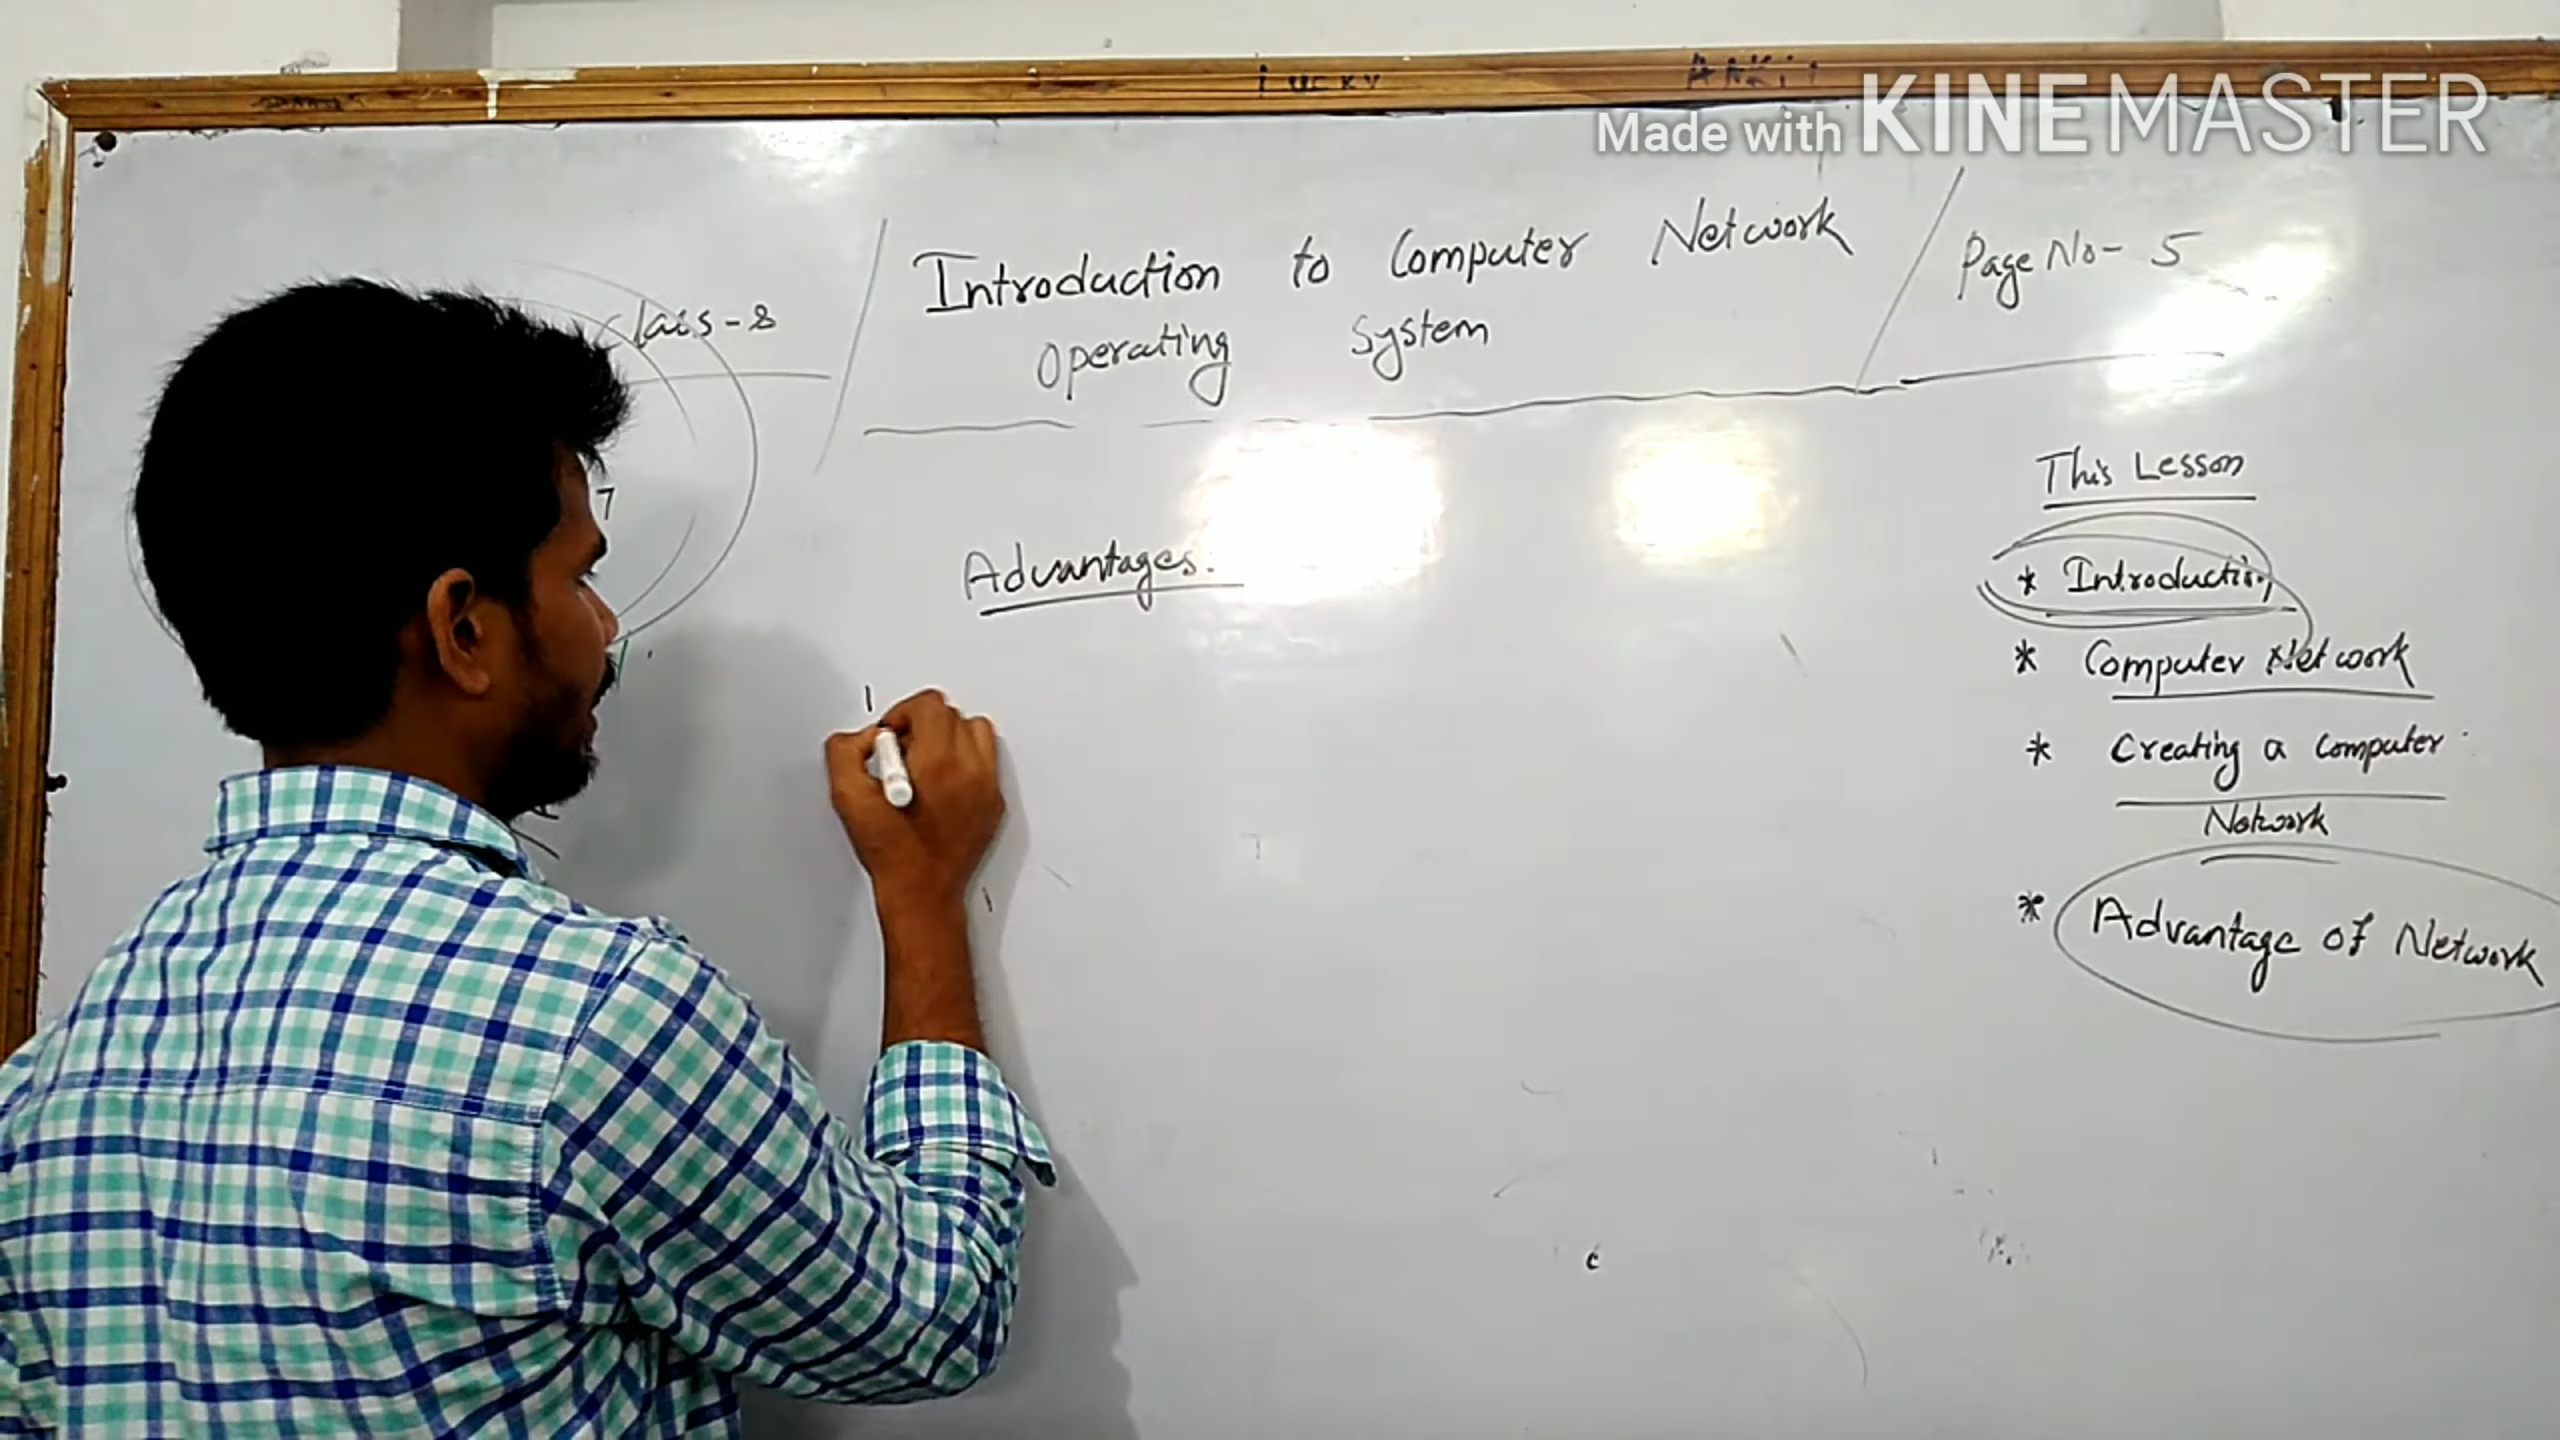 LUCKY
ANKIT
Made with KINEMASTER
Class-8
Introduction to Computer Network
Operating System
Page No- 5
This Lesson
* Introduction
* Computer Network
* Creating a Computer
Network
* Advantage of Network
7
Advantages.
1